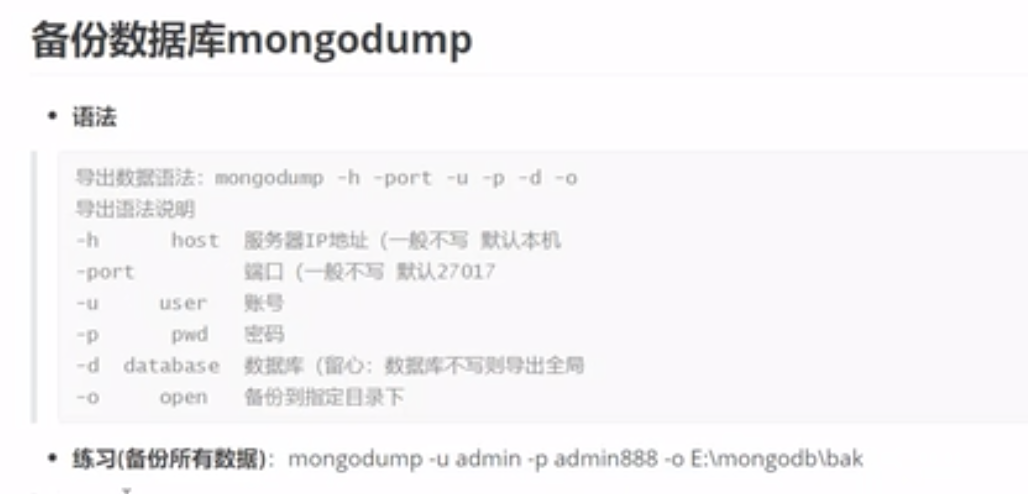 备份数据库mongodump
• 语法
导出数据语法：mongodump -h -port -u -p -d -o
导出语法说明
-h host 服务器IP地址（一般不写 默认本机
-port 端口（一般不写 默认27017
-u user 账号
-p pwd 密码
-d database 数据库（留心：数据库不写则导出全局
-o open 备份到指定目录下
• 练习(备份所有数据)：mongodump -u admin -p admin888 -o E:\mongodb\bak